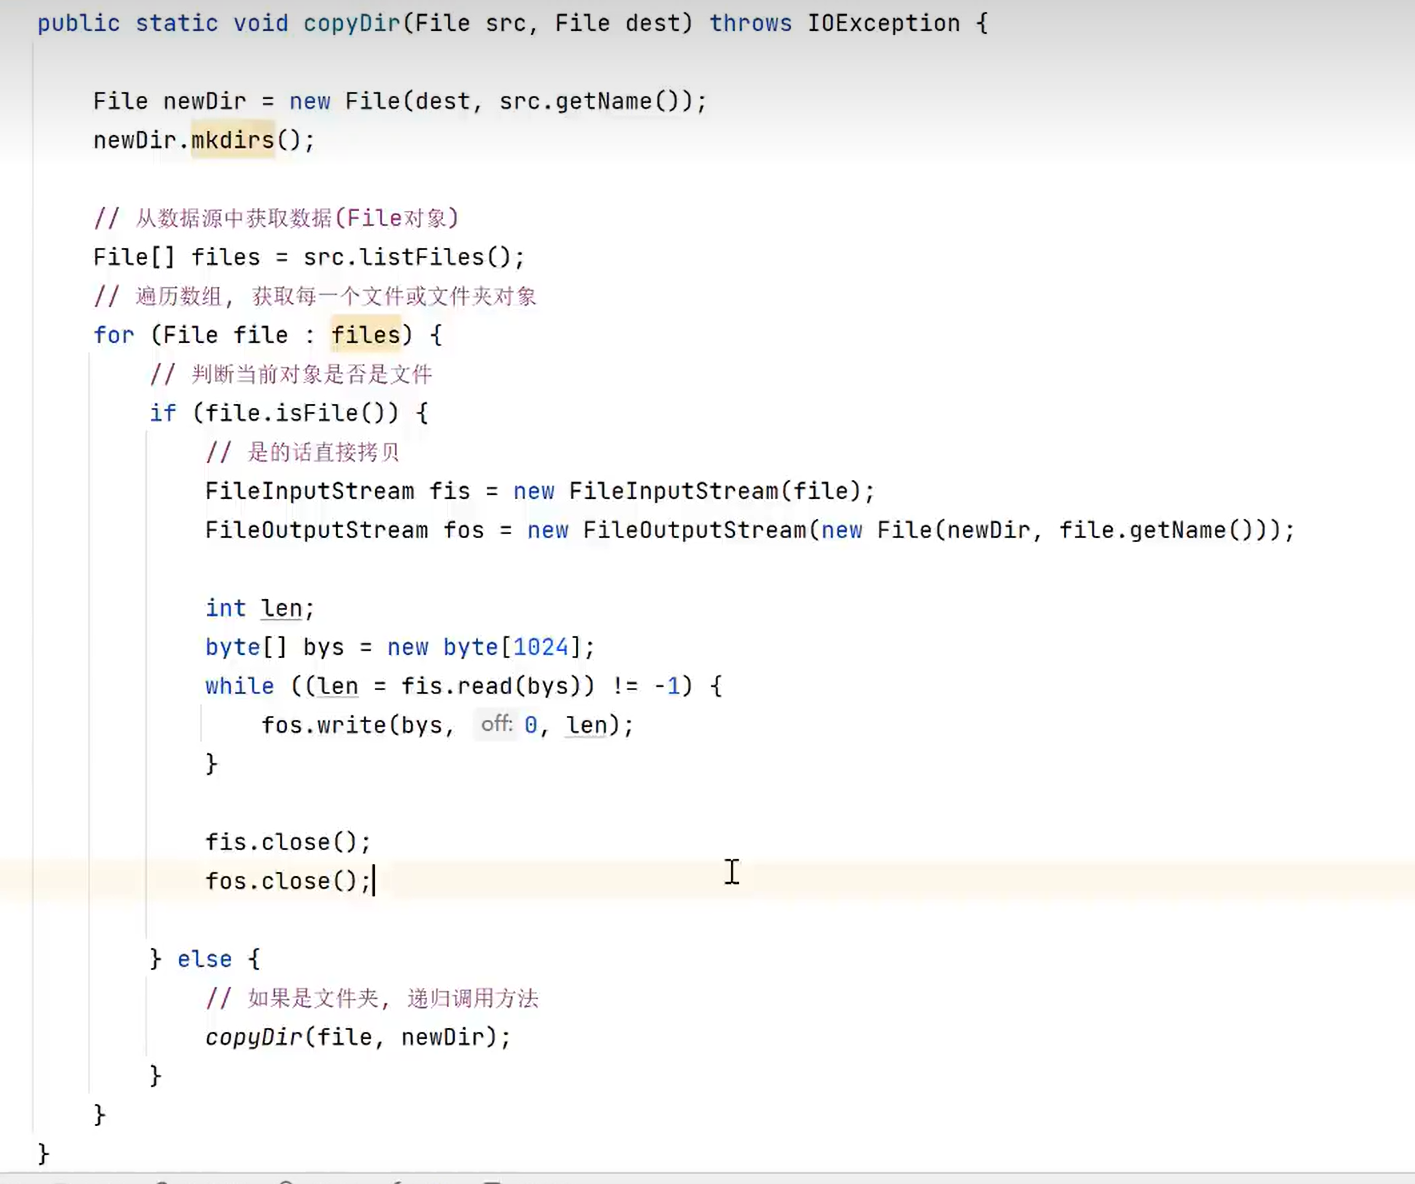 public static void copyDir(File src, File dest) throws IOException {
File newDir = new File(dest, src.getName());
newDir.mkdirs();
// 从数据源中获取数据(File对象)
File[] files = src.listFiles();
// 遍历数组, 获取每一个文件或文件夹对象
for (File file : files) {
// 判断当前对象是否是文件
if (file.isFile()) {
// 是的话直接拷贝
FileInputStream fis = new FileInputStream(file);
FileOutputStream fos = new FileOutputStream(new File(newDir, file.getName()));
int len;
byte[] bys = new byte[1024];
while ((len = fis.read(bys)) != -1) {
fos.write(bys, off: 0, len);
}
fis.close();
fos.close();
} else {
// 如果是文件夹, 递归调用方法
copyDir(file, newDir);
}
}
}